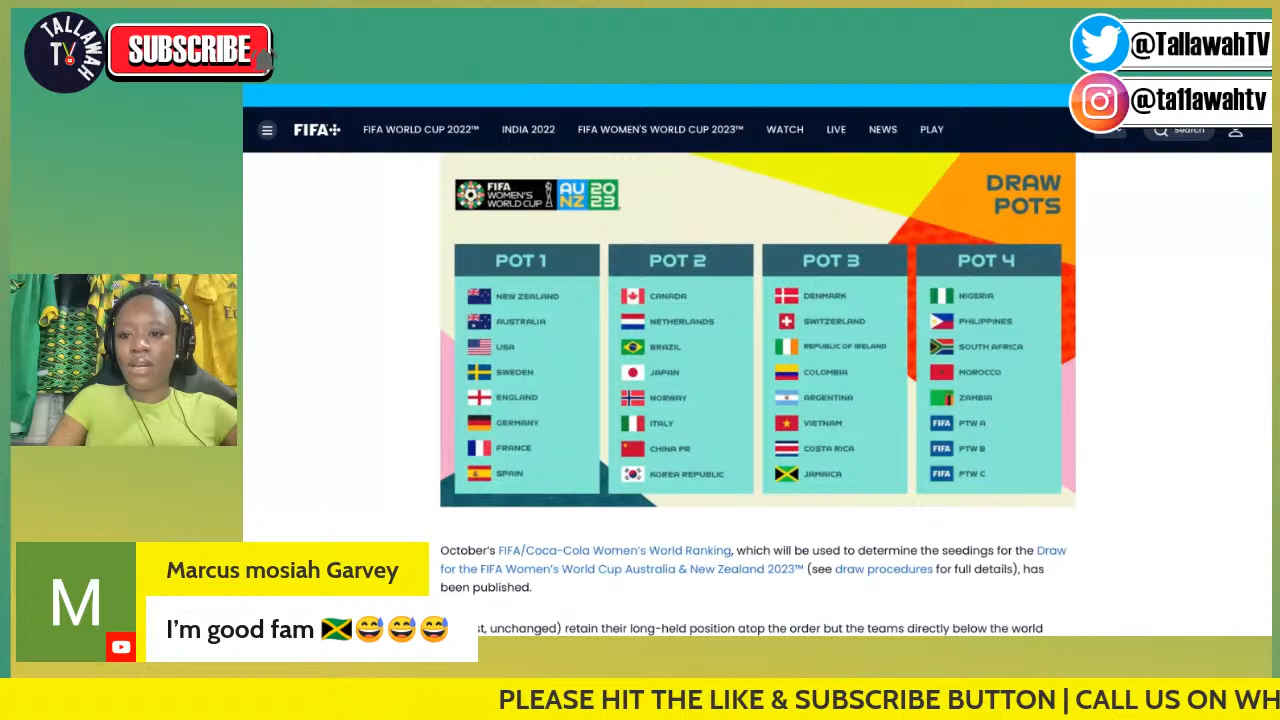 TALLAWAH
TV
SUBSCRIBE
@TallawahTV
@ta11awahtv
FIFA+
FIFA WORLD CUP 2022™
INDIA 2022
FIFA WOMEN'S WORLD CUP 2023™
WATCH
LIVE
NEWS
PLAY
Search
FIFA
WOMEN'S
WORLD CUP
AU 20
NZ 23
DRAW
POTS
POT 1
NEW ZEALAND
AUSTRALIA
USA
SWEDEN
ENGLAND
GERMANY
FRANCE
SPAIN
POT 2
CANADA
NETHERLANDS
BRAZIL
JAPAN
NORWAY
ITALY
CHINA PR
KOREA REPUBLIC
POT 3
DENMARK
SWITZERLAND
REPUBLIC OF IRELAND
COLOMBIA
ARGENTINA
VIETNAM
COSTA RICA
JAMAICA
POT 4
NIGERIA
PHILIPPINES
SOUTH AFRICA
MOROCCO
ZAMBIA
FIFA PTW A
FIFA PTW B
FIFA PTW C
October's FIFA/Coca-Cola Women's World Ranking, which will be used to determine the seedings for the Draw
for the FIFA Women's World Cup Australia & New Zealand 2023™ (see draw procedures for full details), has
been published.
st, unchanged) retain their long-held position atop the order but the teams directly below the world
M
Marcus mosiah Garvey
I'm good fam 🇯🇲😅😅😅
PLEASE HIT THE LIKE & SUBSCRIBE BUTTON | CALL US ON WH